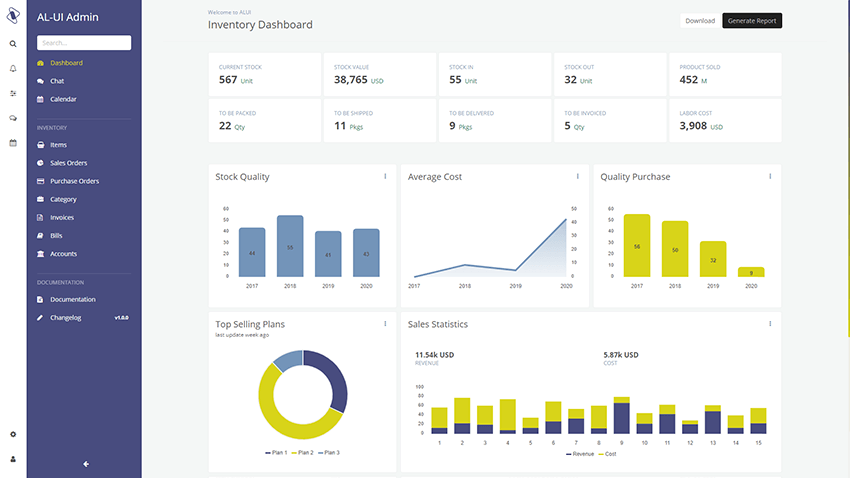 AL-UI Admin
Search...
Dashboard
Chat
Calendar
INVENTORY
Items
Sales Orders
Purchase Orders
Category
Invoices
Bills
Accounts
DOCUMENTATION
Documentation
Changelog v1.0.0
Welcome to ALUI
Inventory Dashboard
Download
Generate Report
CURRENT STOCK
567 Unit
STOCK VALUE
38,765 USD
STOCK IN
55 Unit
STOCK OUT
32 Unit
PRODUCT SOLD
452 M
TO BE PACKED
22 Qty
TO BE SHIPPED
11 Pkgs
TO BE DELIVERED
9 Pkgs
TO BE INVOICED
5 Qty
LABOR COST
3,908 USD
Stock Quality
60
50
40
30
20
10
0
44
55
41
43
2017 2018 2019 2020
Average Cost
50
40
30
20
10
0
2017 2018 2019 2020
Quality Purchase
60
50
40
30
20
10
0
56
50
32
9
2017 2018 2019 2020
Top Selling Plans
last update week ago
Plan 1 Plan 2 Plan 3
Sales Statistics
11.54k USD
REVENUE
5.87k USD
COST
100
80
60
40
20
0
1 2 3 4 5 6 7 8 9 10 11 12 13 14 15
Revenue Cost